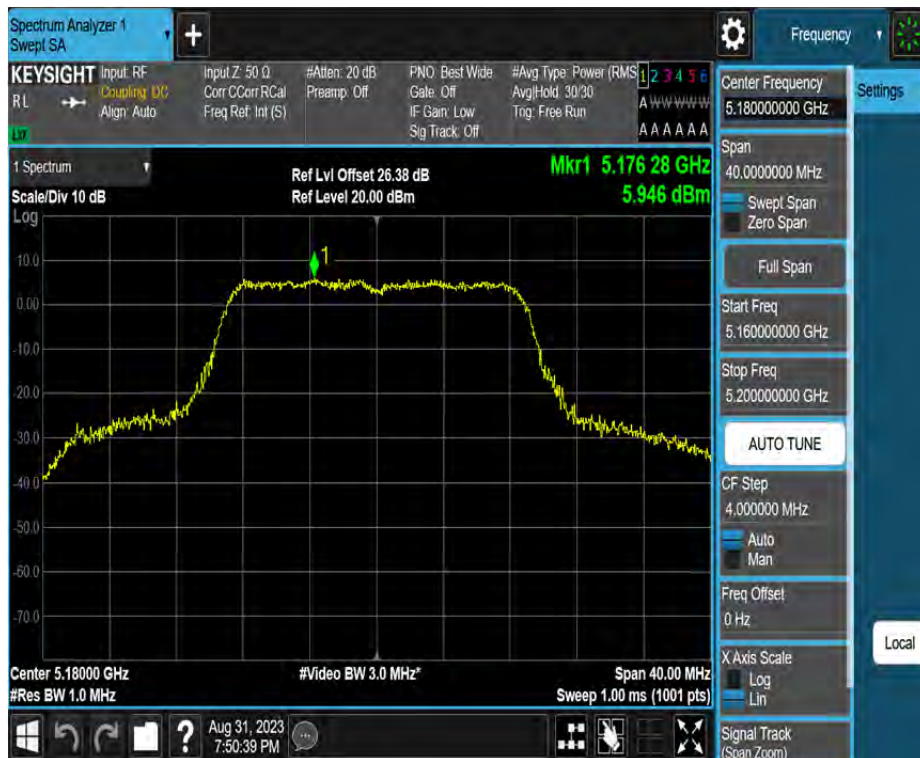 Spectrum Analyzer 1
Swept SA
+
Frequency
KEYSIGHT
RL
LXI
Input: RF
Coupling: DC
Align: Auto
Input Z: 50 Ω
Corr CCorr RCal
Freq Ref: Int (S)
#Atten: 20 dB
Preamp: Off
PNO: Best Wide
Gate: Off
IF Gain: Low
Sig Track: Off
#Avg Type: Power (RMS
Avg|Hold: 30/30
Trig: Free Run
1 2 3 4 5 6
A W W W W W
A A A A A A
1 Spectrum
Scale/Div 10 dB
Ref Lvl Offset 26.38 dB
Ref Level 20.00 dBm
Mkr1 5.176 28 GHz
5.946 dBm
Log
10.0
0.00
-10.0
-20.0
-30.0
-40.0
-50.0
-60.0
-70.0
1
Center 5.18000 GHz
#Res BW 1.0 MHz
#Video BW 3.0 MHz*
Span 40.00 MHz
Sweep 1.00 ms (1001 pts)
Center Frequency
5.180000000 GHz
Span
40.0000000 MHz
Swept Span
Zero Span
Full Span
Start Freq
5.160000000 GHz
Stop Freq
5.200000000 GHz
AUTO TUNE
CF Step
4.000000 MHz
Auto
Man
Freq Offset
0 Hz
X Axis Scale
Log
Lin
Signal Track
(Span Zoom)
Settings
Local
?
Aug 31, 2023
7:50:39 PM